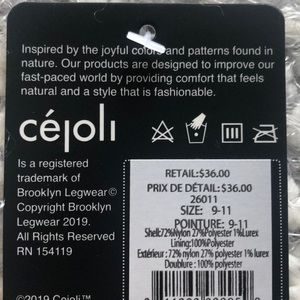 Inspired by the joyful colors and patterns found in
nature. Our products are designed to improve our
fast-paced world by providing comfort that feels
natural and a style that is fashionable.
céjoli
Is a registered
trademark of
Brooklyn Legwear©
Copyright Brooklyn
Legwear 2019.
All Rights Reserved
RN 154119
©2019 Cejoli™
RETAIL:$36.00
PRIX DE DÉTAIL:$36.00
26011
SIZE: 9-11
POINTURE: 9-11
Shell:72%Nylon 27%Polyester 1%Lurex
Lining:100%Polyester
Extérieur : 72% nylon 27% polyester 1% lurex
Doublure : 100% polyester